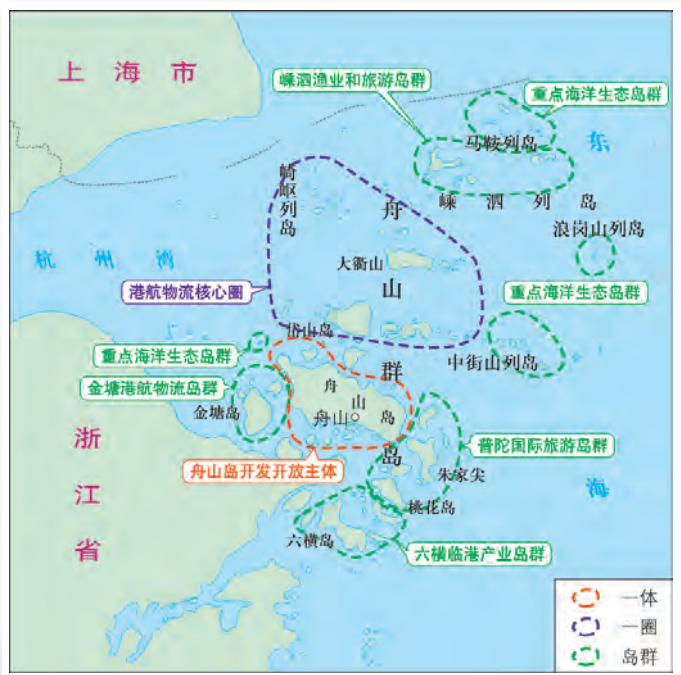 上海市
嵊泗渔业和旅游岛群
重点海洋生态岛群
马鞍列岛
东
崎岖列岛
舟
嵊泗列岛
浪岗山列岛
杭州湾
大衢山
港航物流核心圈
山
重点海洋生态岛群
岱山岛
重点海洋生态岛群
中街山列岛
群
金塘港航物流岛群
舟山岛
金塘岛
舟山
浙江省
普陀国际旅游岛群
岛
舟山岛开发开放主体
朱家尖
海
桃花岛
六横岛
六横临港产业岛群
一体
一圈
岛群